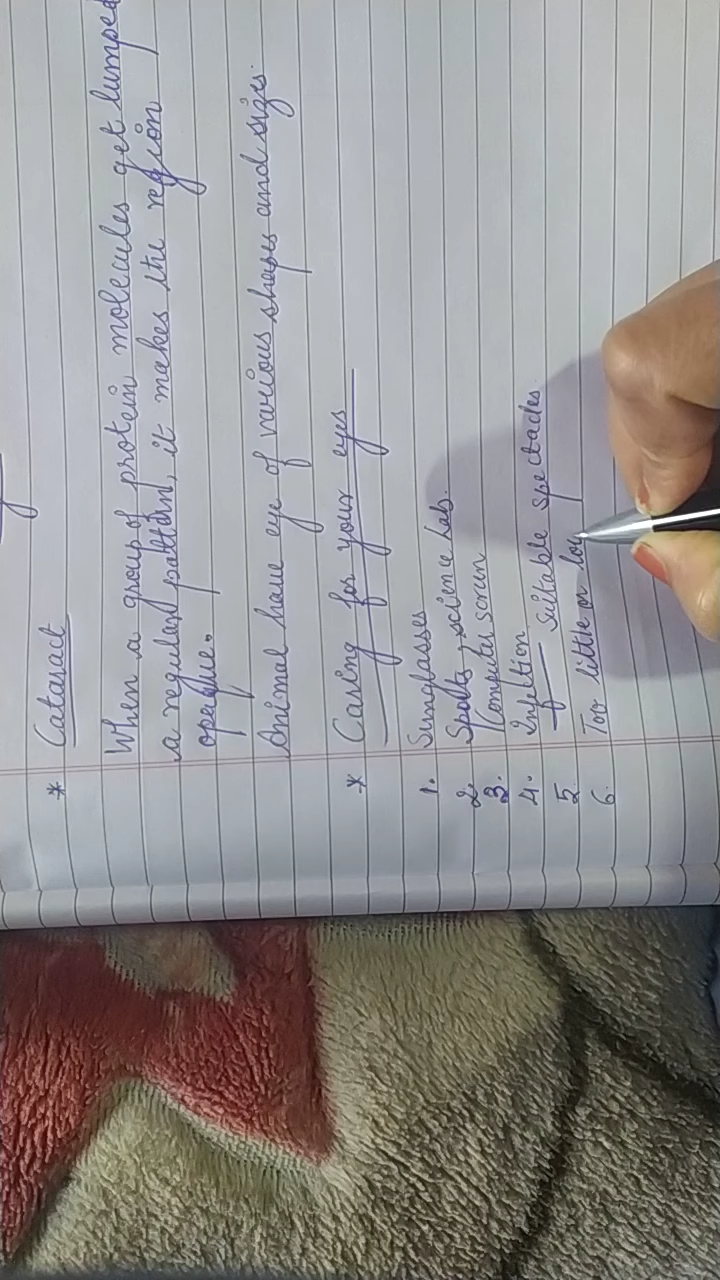 * Cataract
When a group of protein molecules get lumped
a regular pattern, it makes the region
opaque.
Animal have eye of various shapes and sizes.
* Caring for your eyes
1. Sunglasses
2. Sports, science Lab.
3. Computer screen
4. Infection
5 Suitable spectacles
6. Too little or